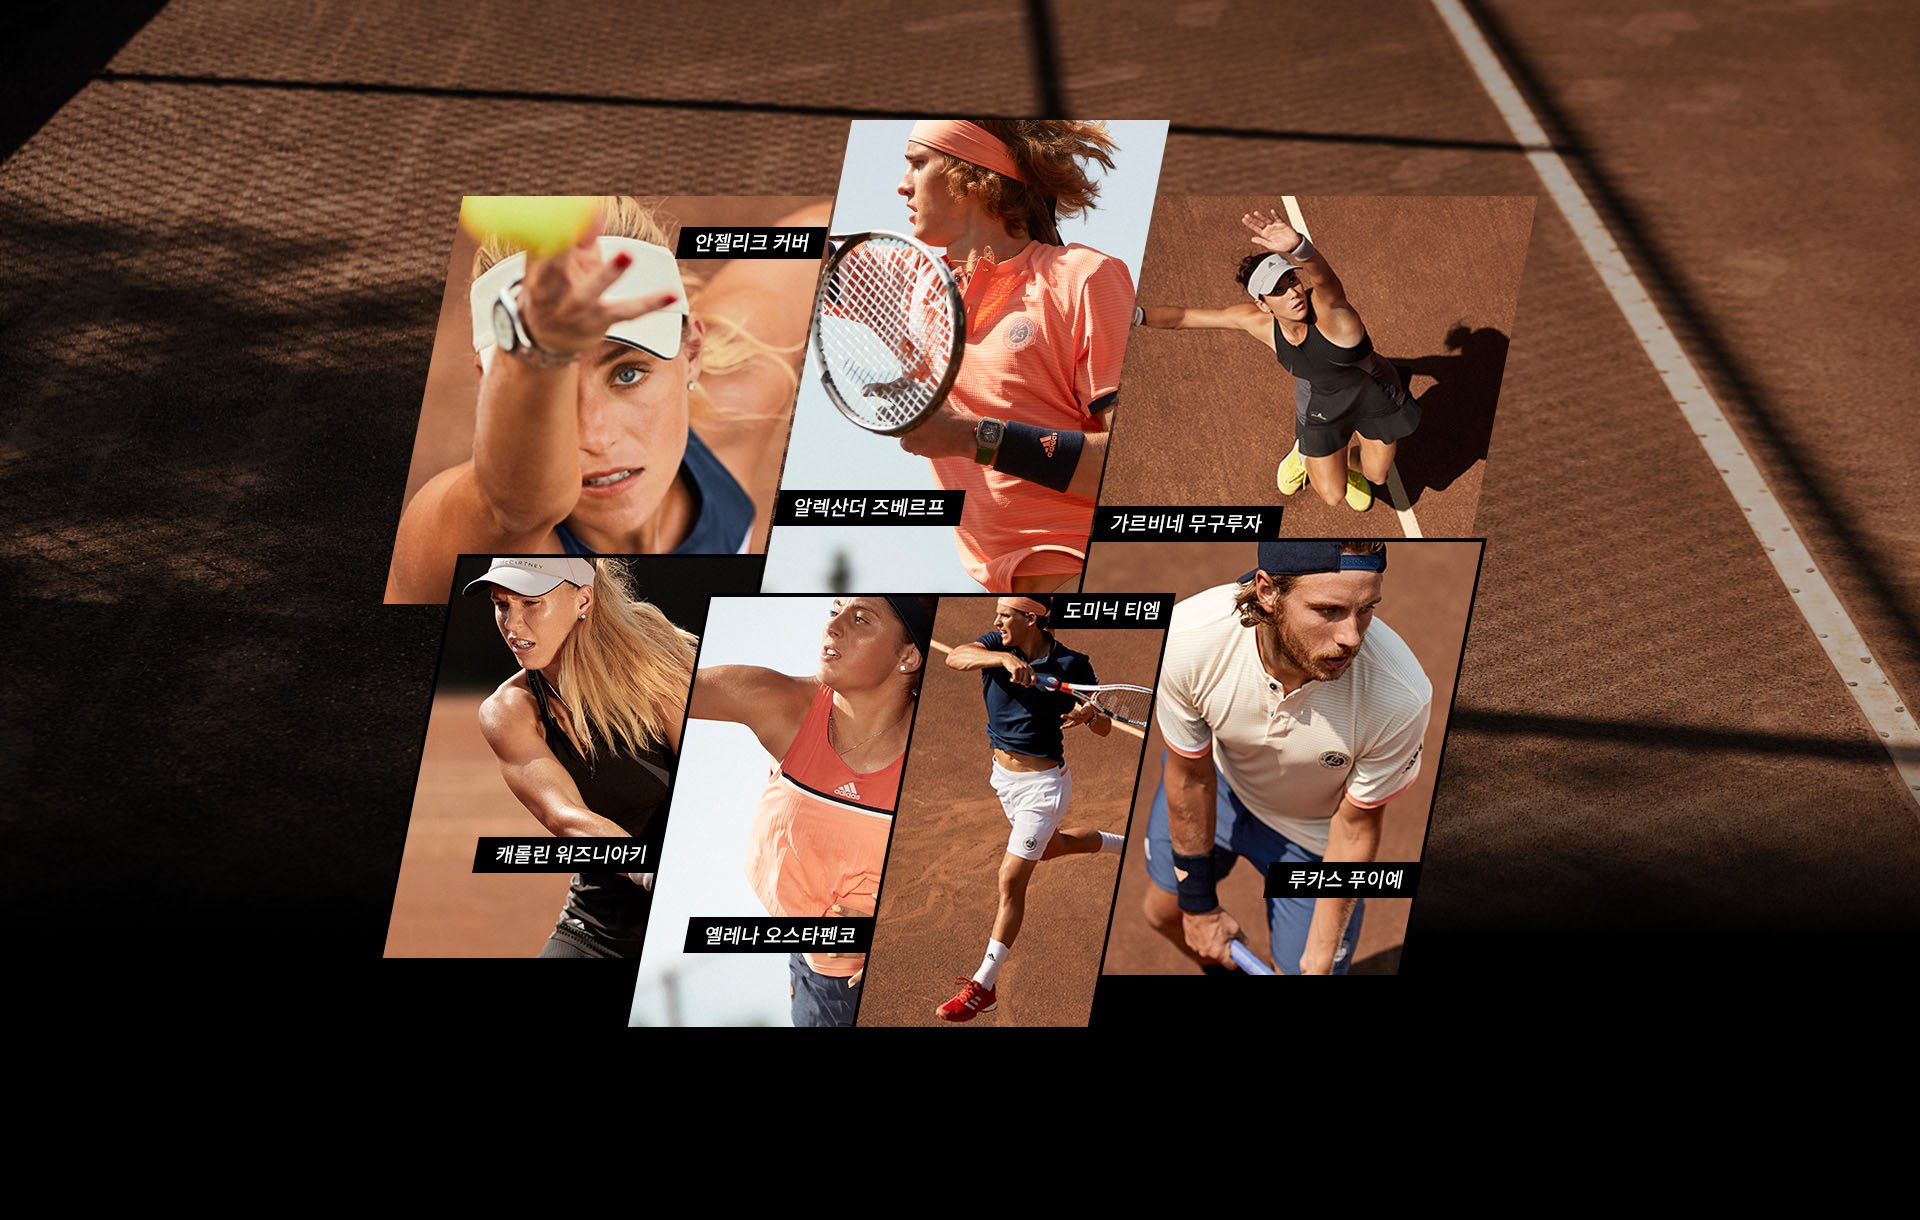 안젤리크 커버
알렉산더 즈베르프
가르비네 무구루자
캐롤린 워즈니아키
옐레나 오스타펜코
adidas
도미닉 티엠
루카스 푸이예